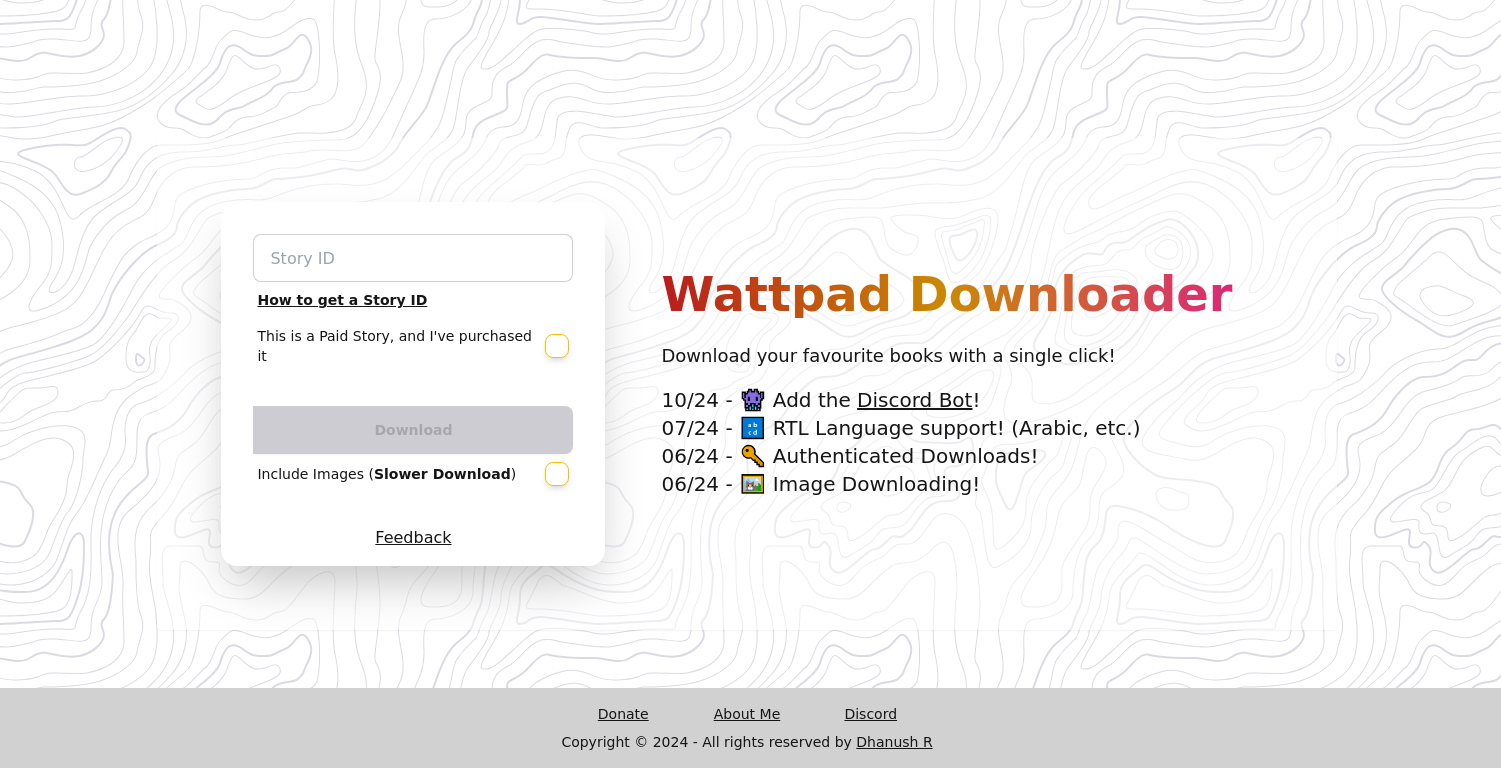 Story ID
How to get a Story ID
This is a Paid Story, and I've purchased
it
Download
Include Images (Slower Download)
Feedback
Wattpad Downloader
Download your favourite books with a single click!
10/24 - 👾 Add the Discord Bot!
07/24 - 🔡 RTL Language support! (Arabic, etc.)
06/24 - 🔑 Authenticated Downloads!
06/24 - 🖼️ Image Downloading!
Donate About Me Discord
Copyright © 2024 - All rights reserved by Dhanush R